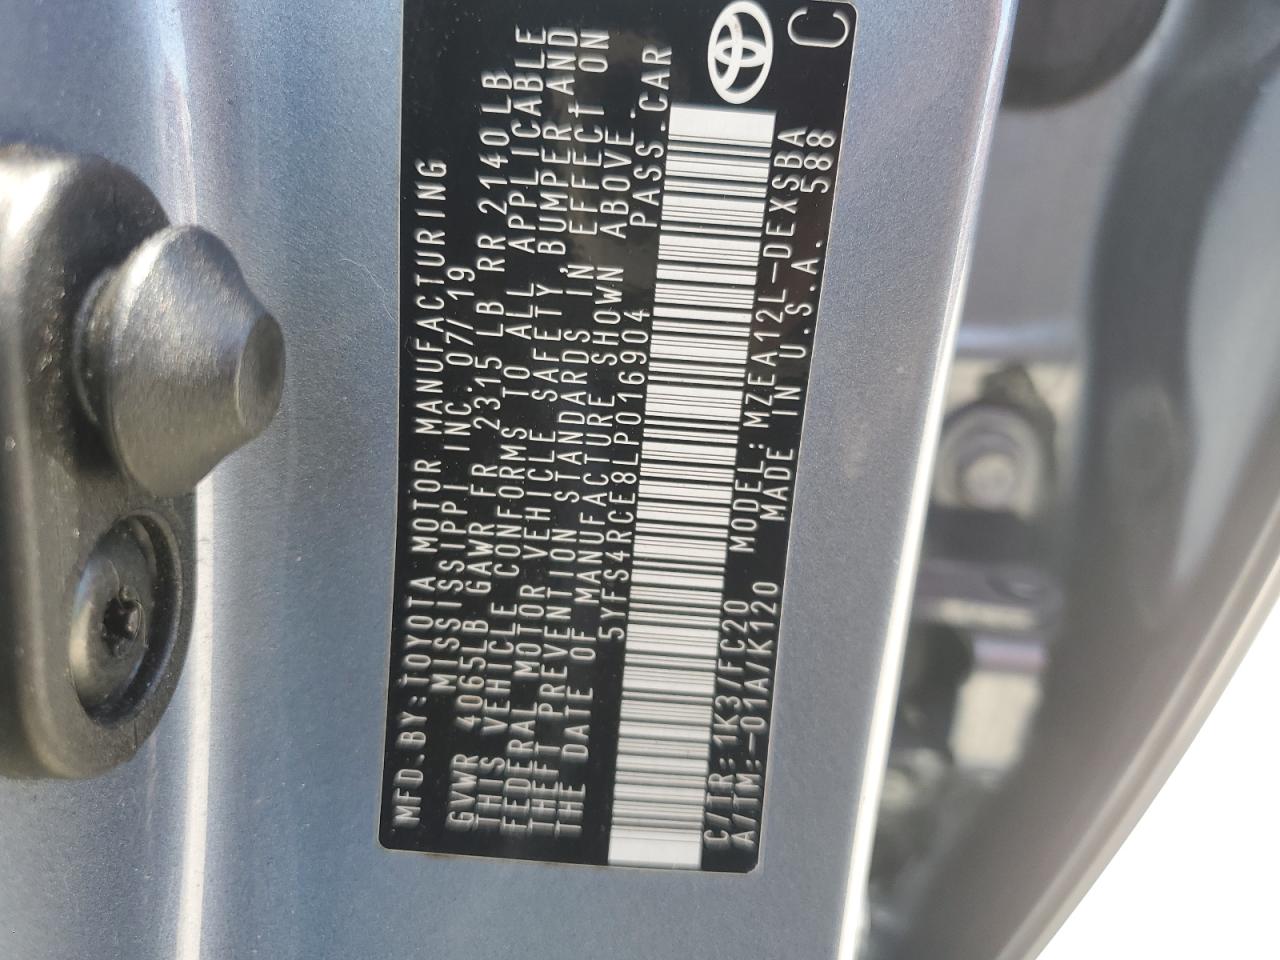 MFD.BY:TOYOTA MOTOR MANUFACTURING
MISSISSIPPI INC. 07/19
GVWR 4065LB GAWR FR 2315 LB RR 2140LB
THIS VEHICLE CONFORMS TO ALL APPLICABLE
FEDERAL MOTOR VEHICLE SAFETY, BUMPER, AND
THEFT PREVENTION STANDARDS IN EFFECT ON
THE DATE OF MANUFACTURE SHOWN ABOVE.
5YFS4RCE8LP016904 PASS.CAR
C/TR:1K3/FC20 MODEL:MZEA12L-DEXSBA
A/TM:-01A/K120 MADE IN U.S.A. 588
C